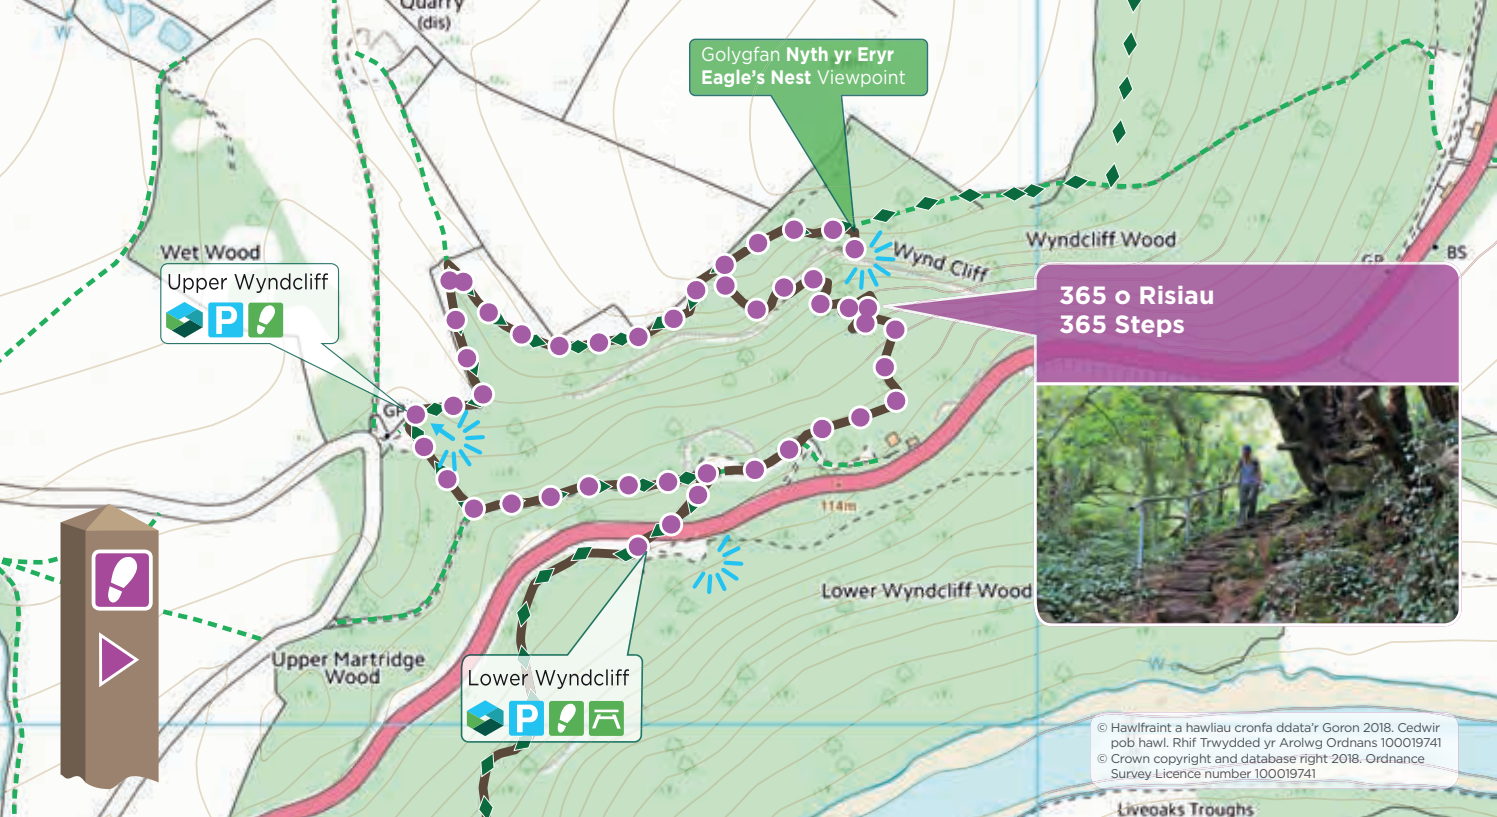 Quarry
(dis)
W
Golygfan Nyth yr Eryr
Eagle's Nest Viewpoint
Wet Wood
Upper Wyndcliff
P
Wynd Cliff
Wyndcliff Wood
GP
BS
365 o Risiau
365 Steps
GP
114m
Lower Wyndcliff Wood
Upper Martridge
Wood
Lower Wyndcliff
P
W
© Hawlfraint a hawliau cronfa ddata'r Goron 2018. Cedwir
pob hawl. Rhif Trwydded yr Arolwg Ordnans 100019741
© Crown copyright and database right 2018. Ordnance
Survey Licence number 100019741
Liveoaks Troughs